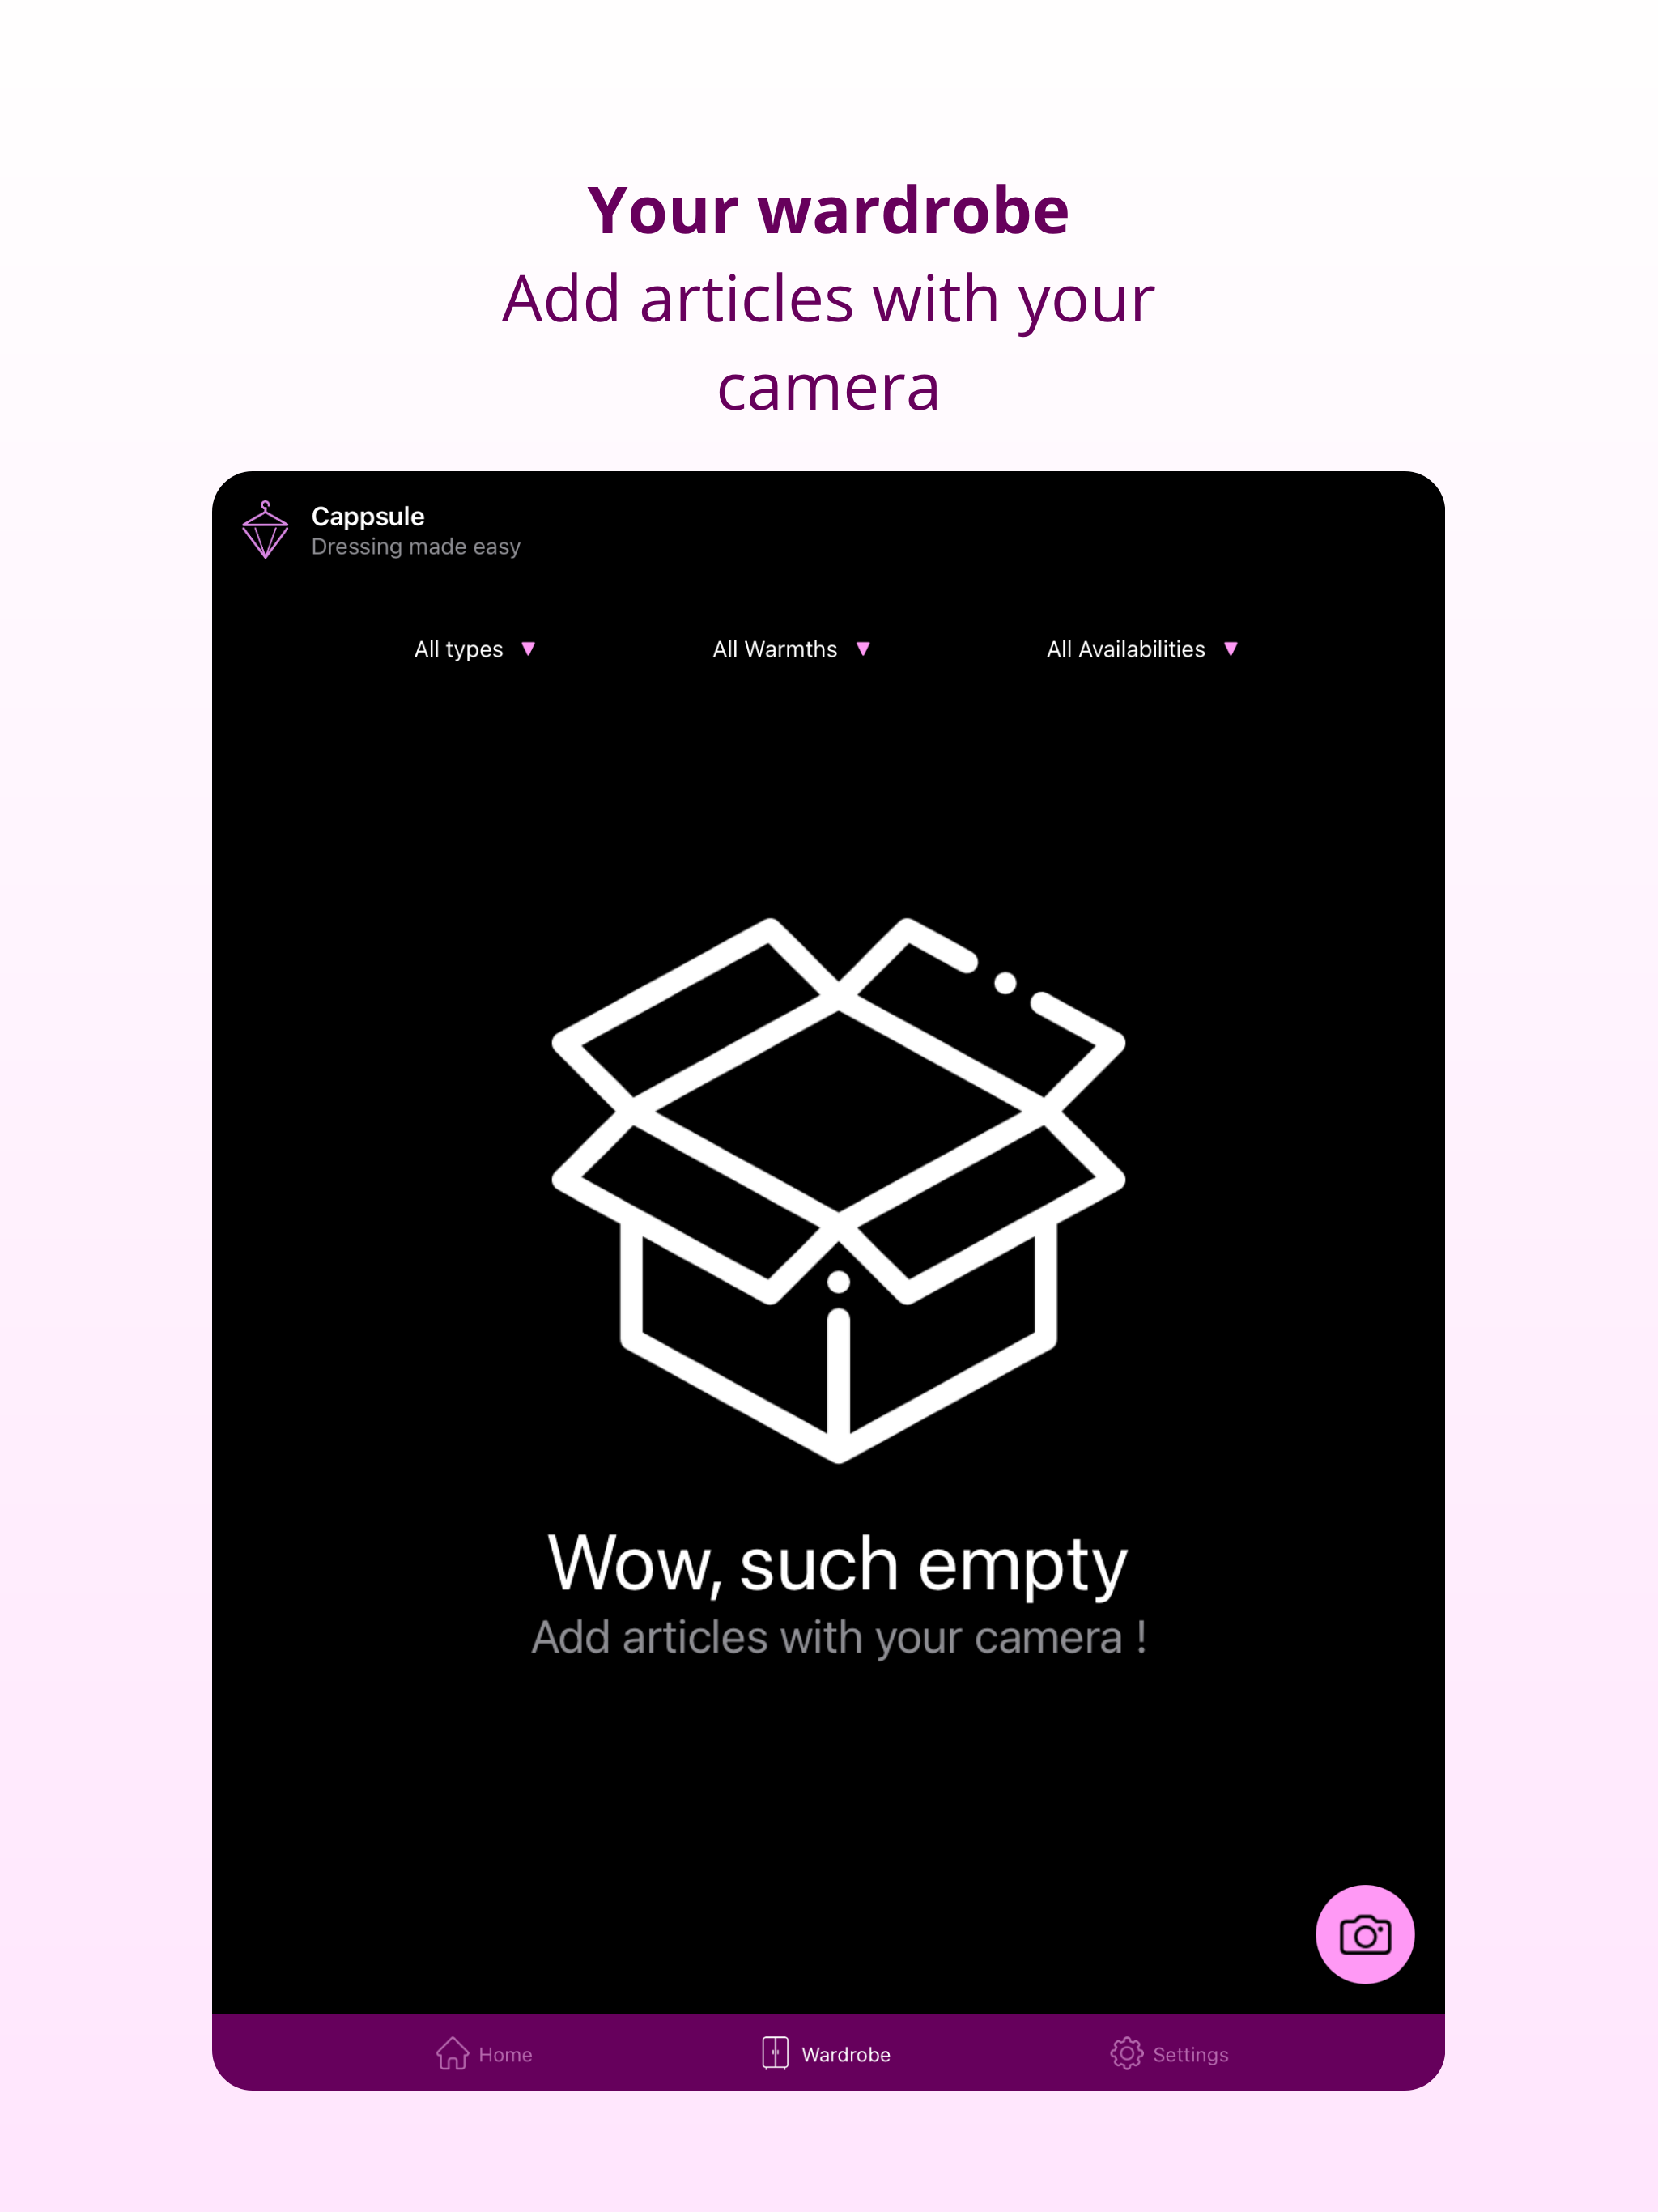 Your wardrobe
Add articles with your
camera
Cappsule
Dressing made easy
All types ▼ All Warmths ▼ All Availabilities ▼
Wow, such empty
Add articles with your camera !
Home Wardrobe Settings